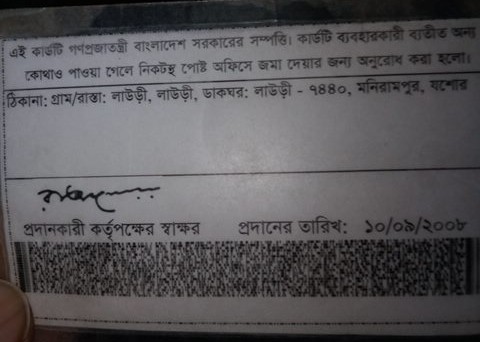 এই কার্ডটি গণপ্রজাতন্ত্রী বাংলাদেশ সরকারের সম্পত্তি। কার্ডটি ব্যবহারকারী ব্যতীত অন্য
কোথাও পাওয়া গেলে নিকটস্থ পোষ্ট অফিসে জমা দেয়ার জন্য অনুরোধ করা হলো।
ঠিকানা: গ্রাম/রাস্তা: নাউড়ী, নাউড়ী, ডাকঘর: নাউড়ী - ৭৪৪০, মনিরামপুর, যশোর
প্রদানকারী কর্তৃপক্ষের স্বাক্ষর প্রদানের তারিখ: ১০/০৯/২০০৮